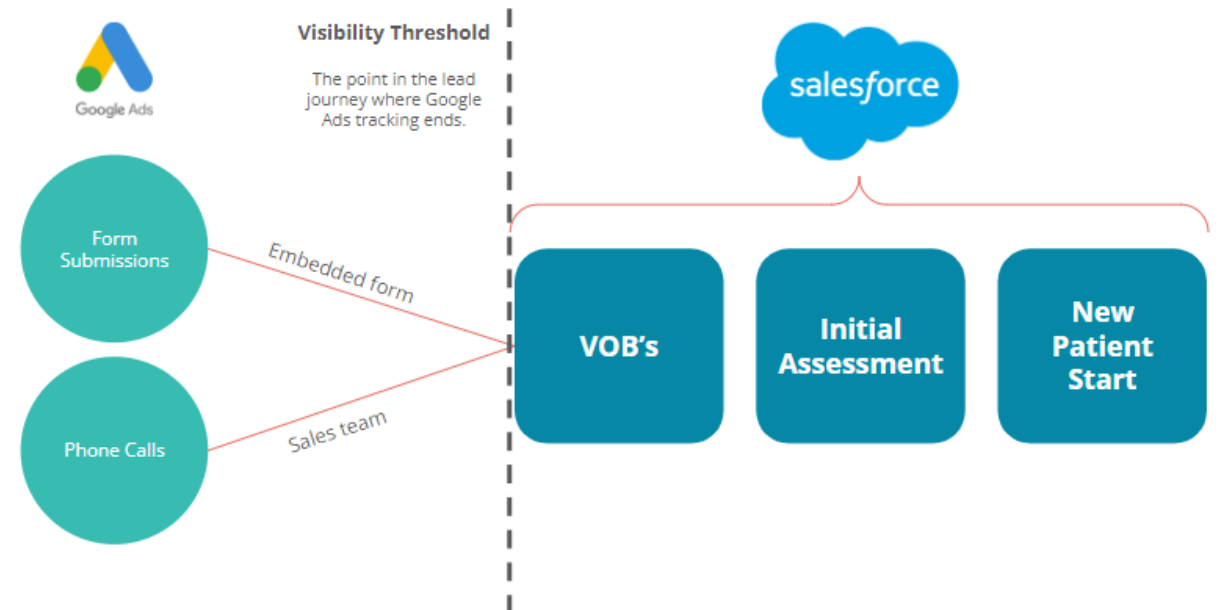 Google Ads
Visibility Threshold
The point in the lead
journey where Google
Ads tracking ends.
salesforce
Form
Submissions
Embedded form
Phone Calls
Sales team
VOB’s
Initial
Assessment
New
Patient
Start